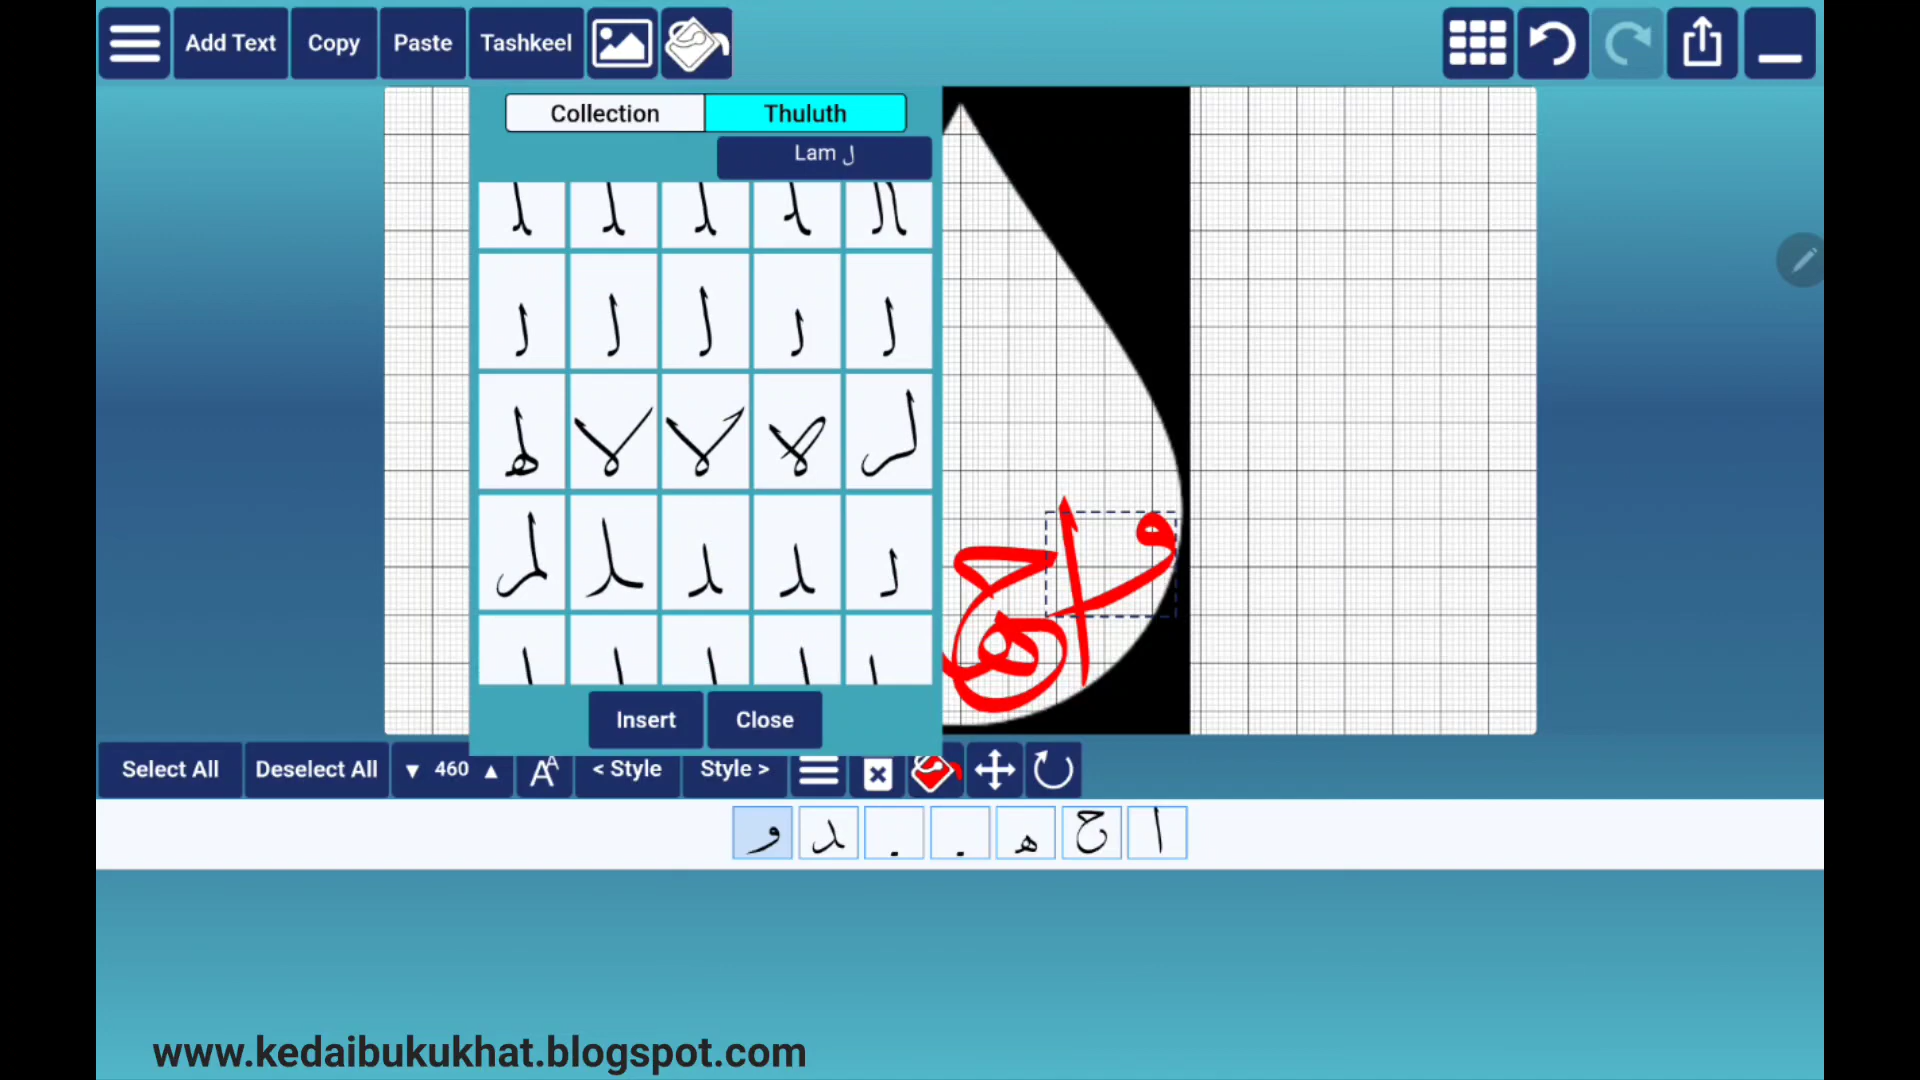 Add Text Copy Paste Tashkeel
Collection Thuluth
Lam ل
Insert Close
Select All Deselect All ▼ 460 ▲ < Style Style >
و د . . ه ح ا
www.kedaibukukhat.blogspot.com